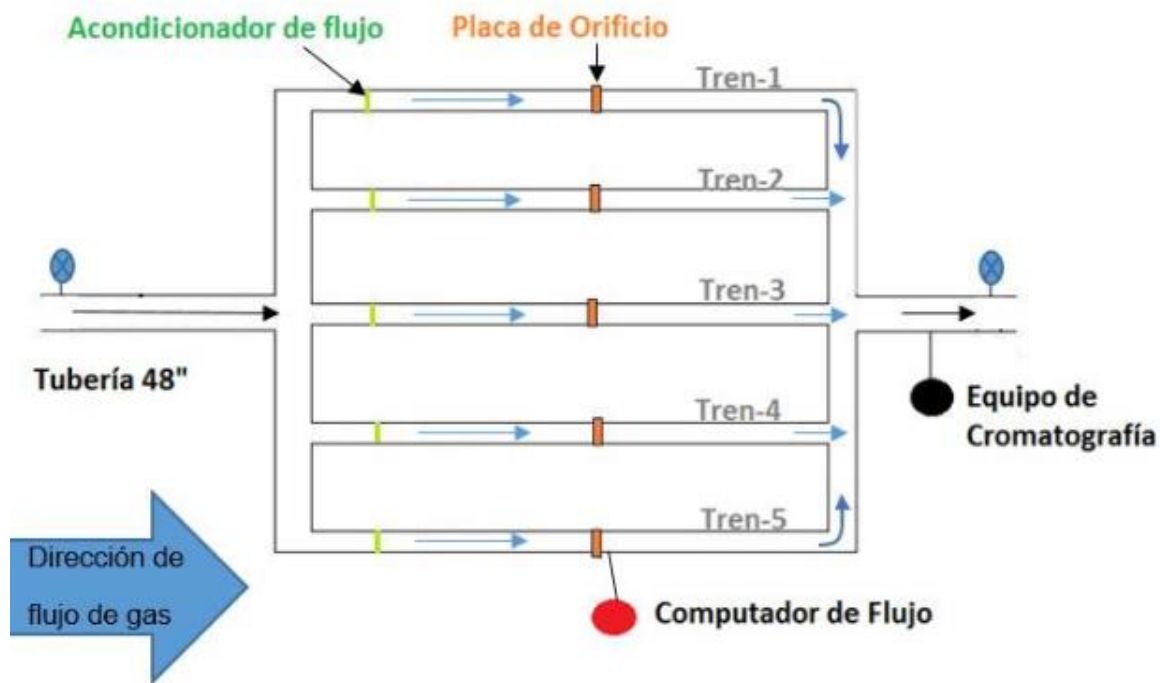 Acondicionador de flujo
Placa de Orificio
Tren-1
Tren-2
Tren-3
Tubería 48"
Tren-4
Equipo de
Cromatografía
Tren-5
Dirección de
flujo de gas
Computador de Flujo